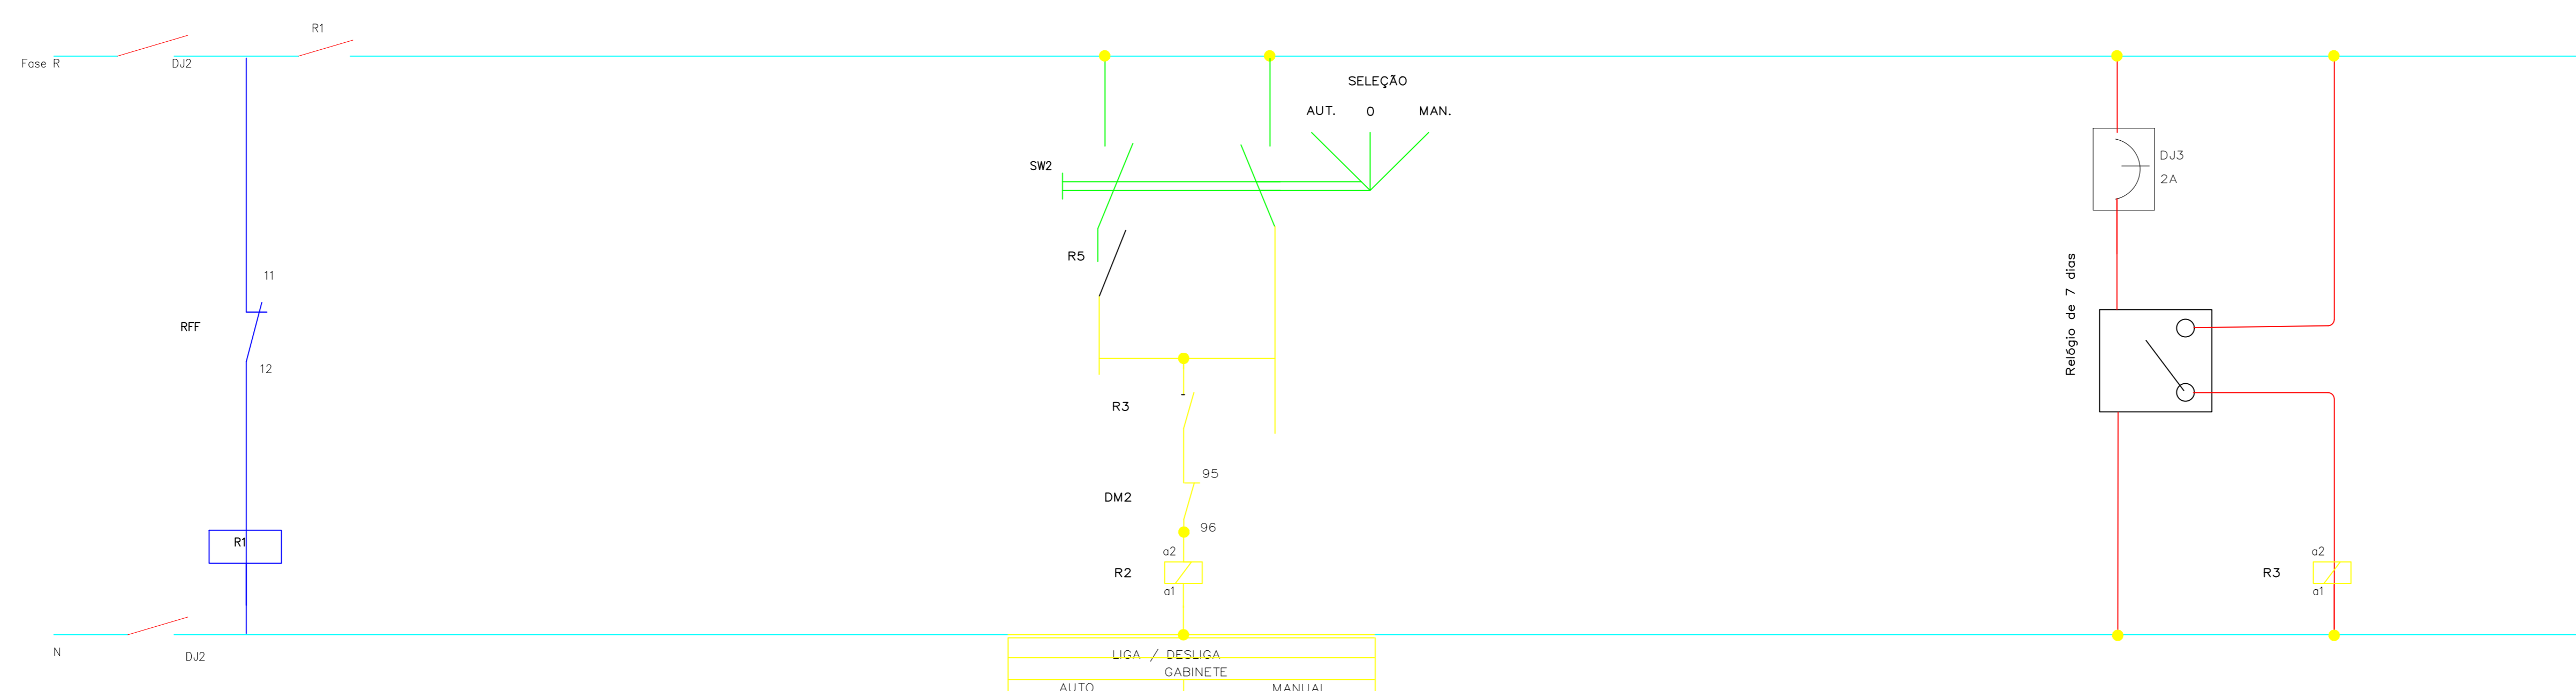 R1
Fase R
DJ2
SELEÇÃO
AUT.
0
MAN.
SW2
DJ3
2A
R5
Relógio de 7 dias
11
RFF
12
R3
95
DM2
96
R1
a2
R2
a1
a2
R3
a1
N
DJ2
LIGA / DESLIGA
GABINETE
AUTO
MANUAL